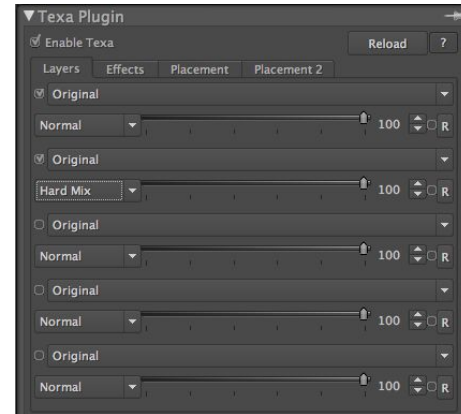 Texa Plugin
Enable Texa Reload ?
Layers Effects Placement Placement 2
Original
Normal 100 R
Original
Hard Mix 100 R
Original
Normal 100 R
Original
Normal 100 R
Original
Normal 100 R